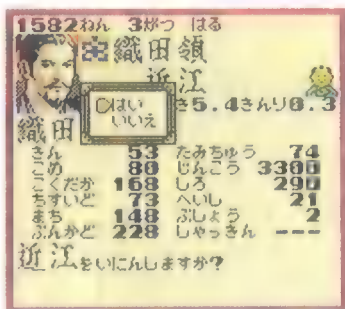 1582ねん 3がつ はる
織田領
近江
さ5.4きんり0.3
はい
いいえ
織田
きん 53 たみちゅう 74
こめ 80 じんこう 3300
こくだか 168 しろ 290
ちすいど 73 へいし 21
まち 148 ぶしょう 2
ぶんかど 228 しゃっきん ---
近江をいにんしますか?